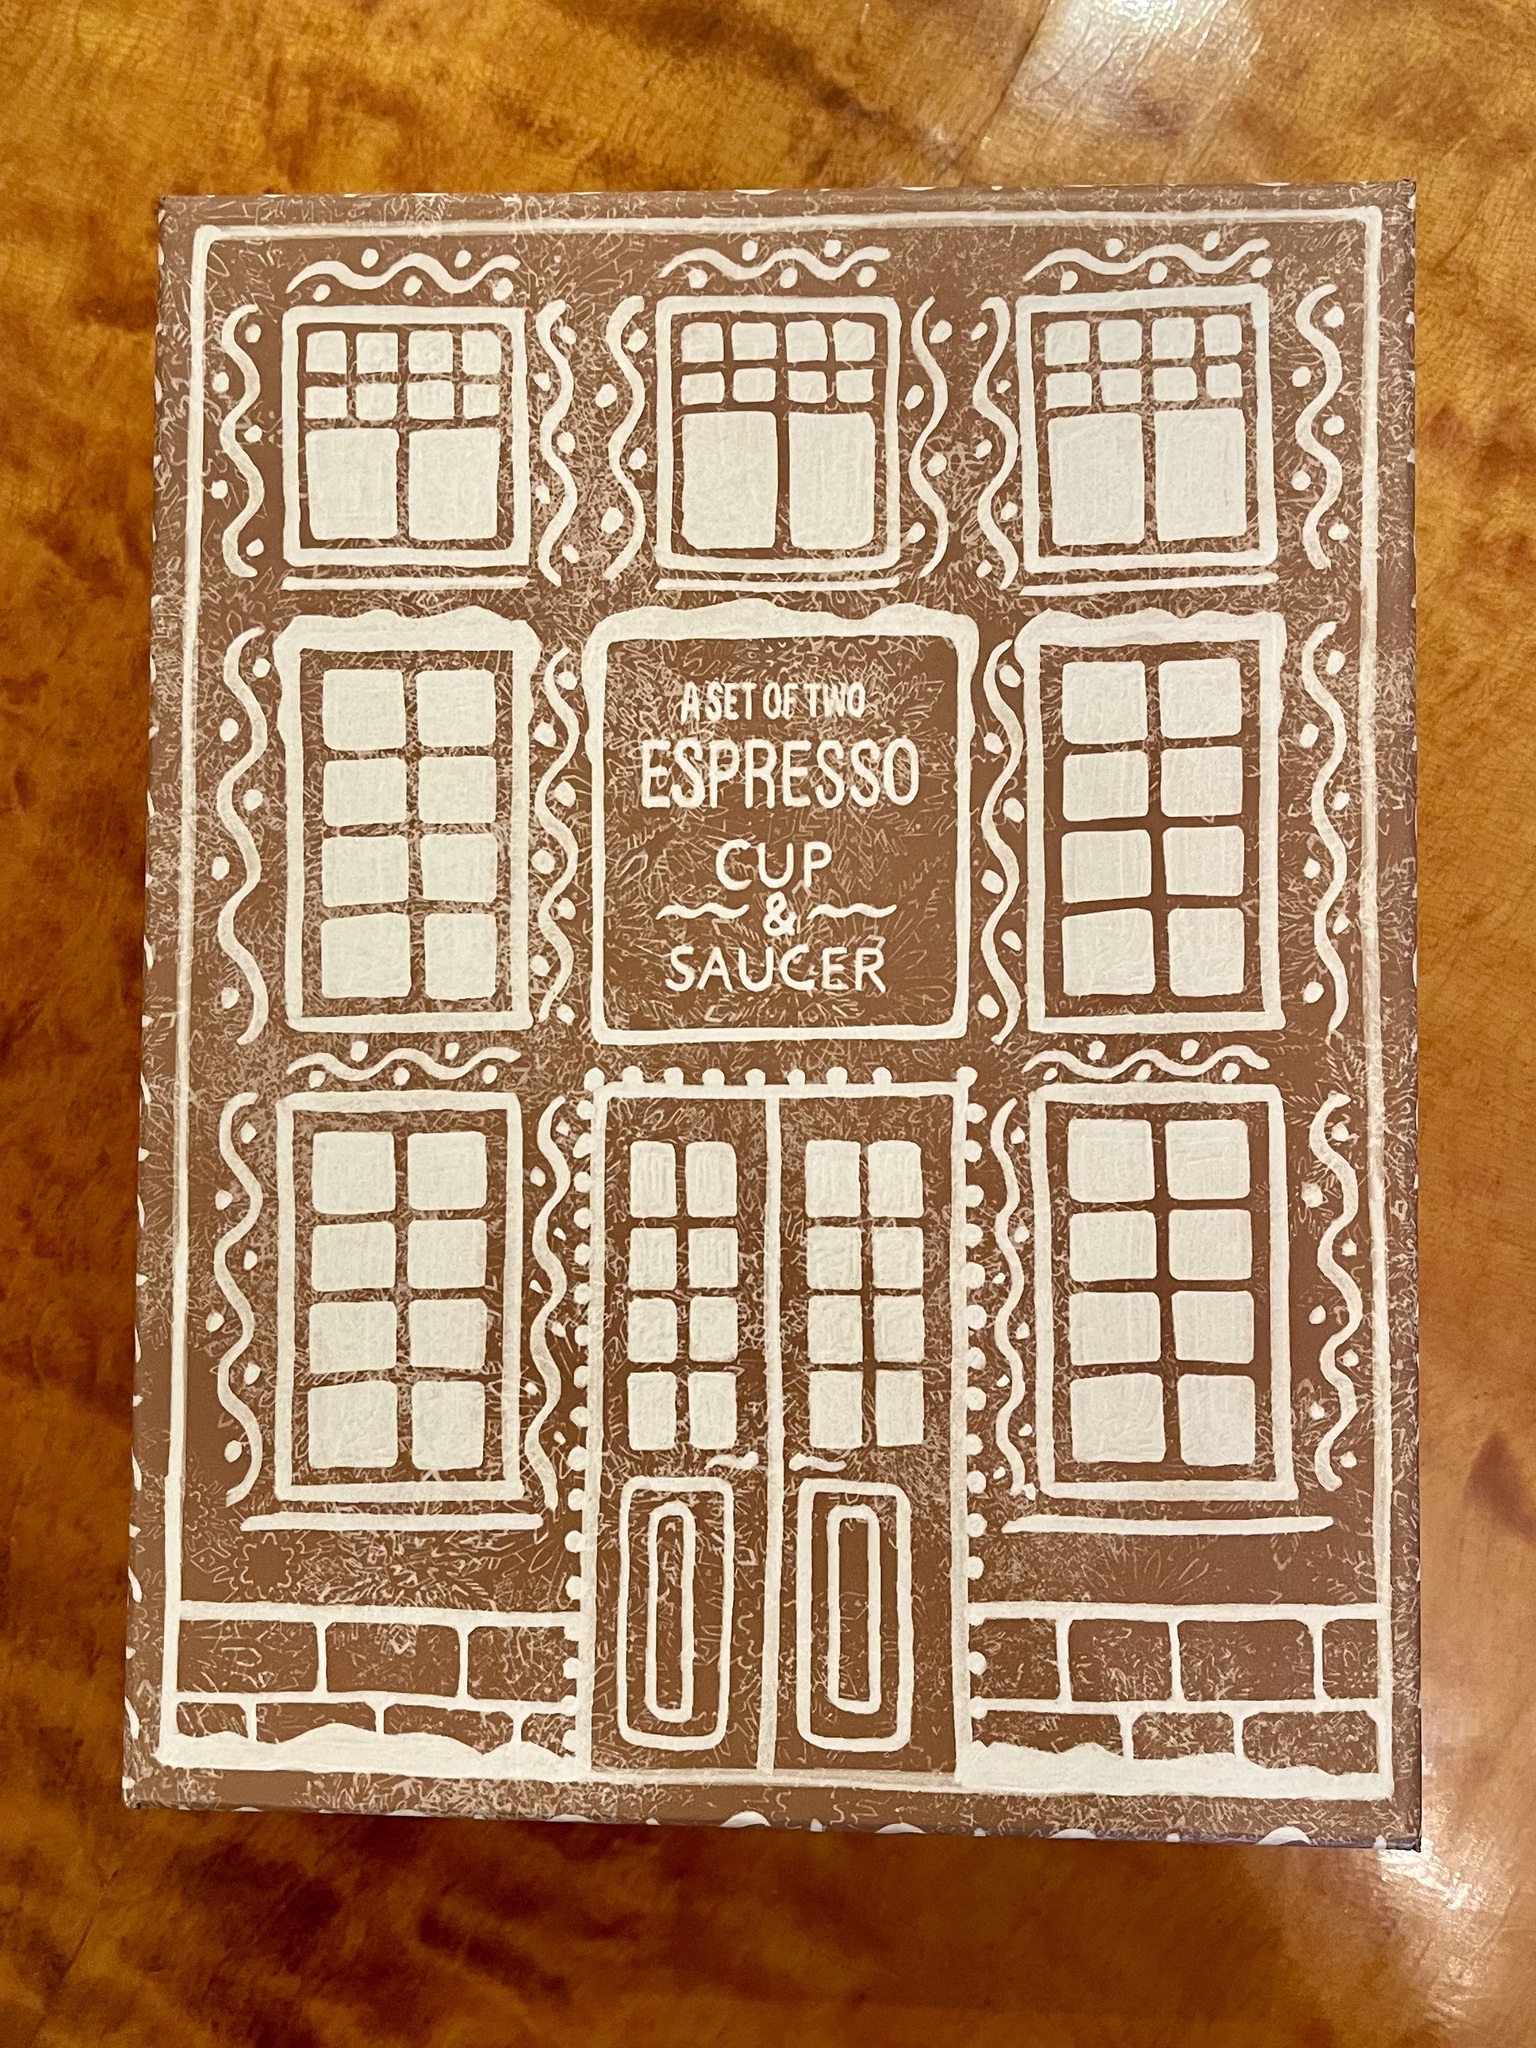 A SET OF TWO
ESPRESSO
CUP
&
SAUCER